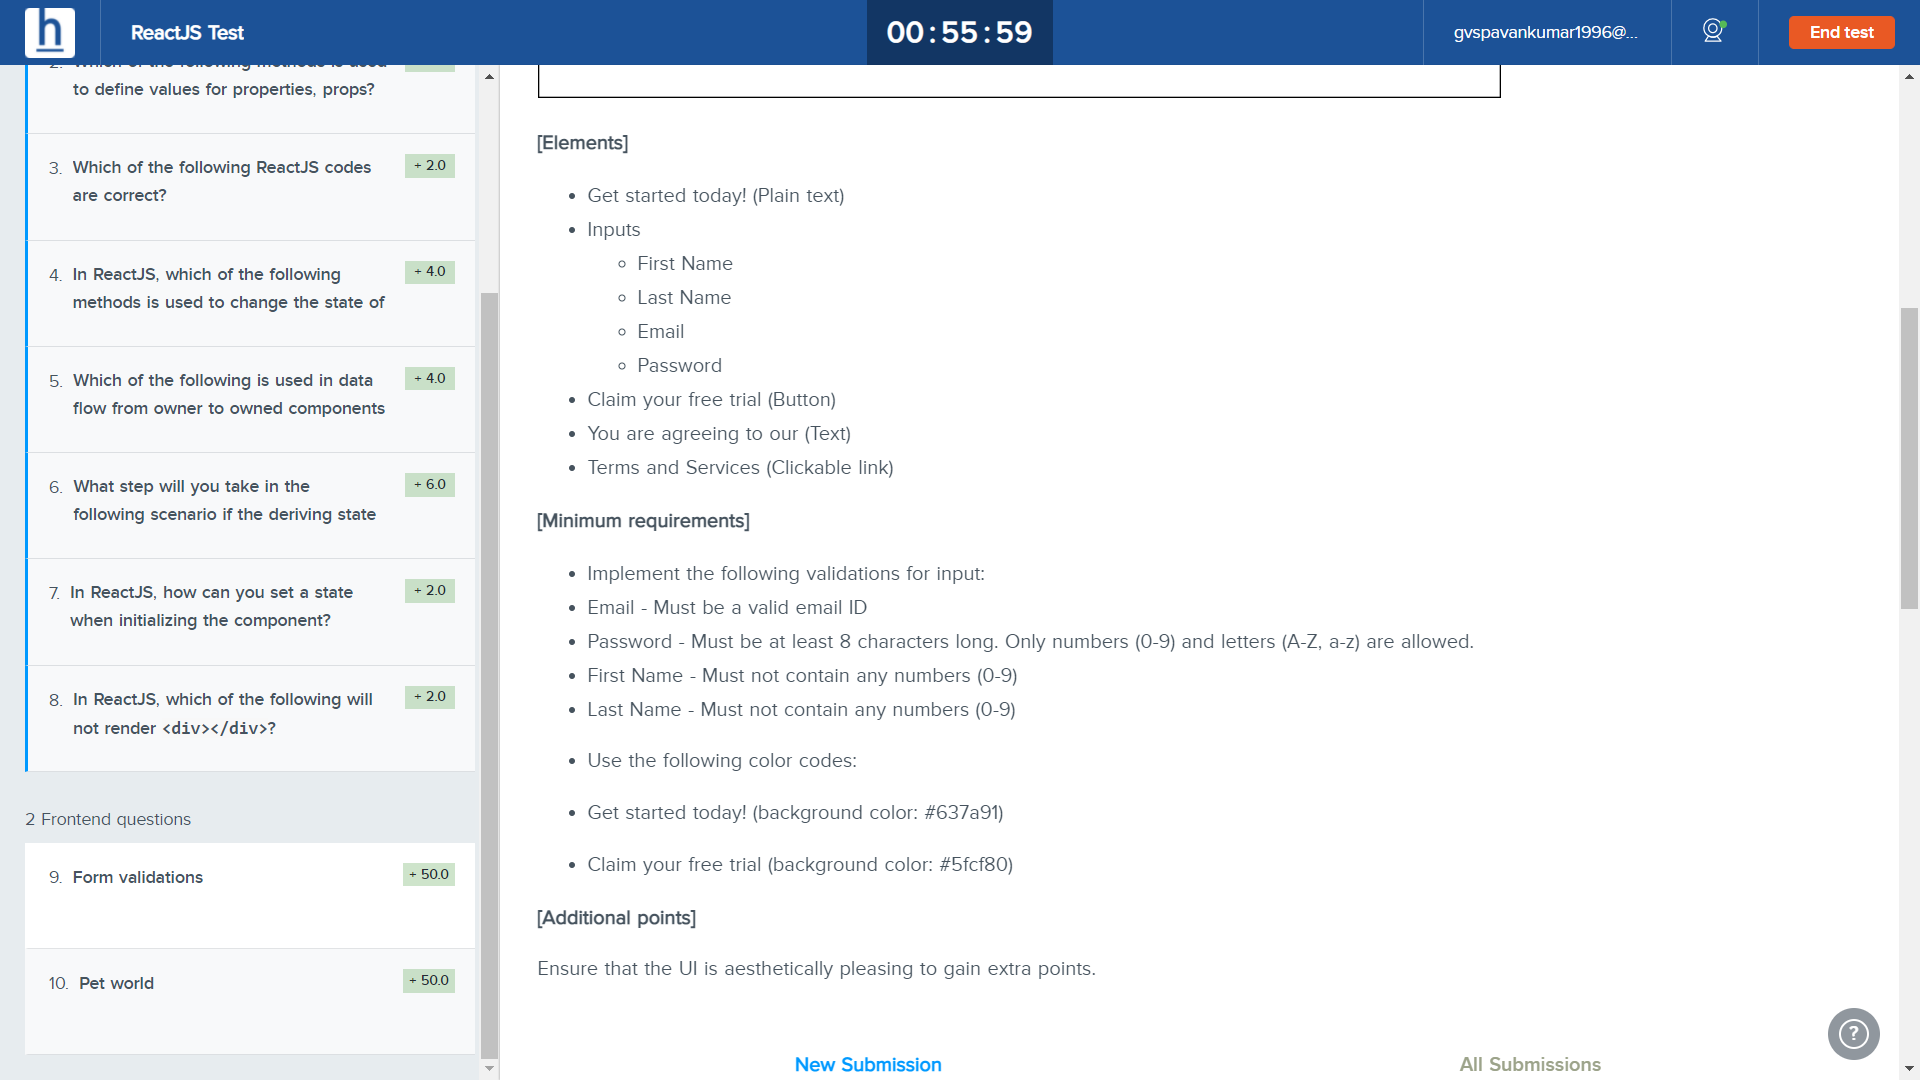 h
ReactJS Test
00:55:59
gvspavankumar1996@...
End test
2. Which of the following methods is used
to define values for properties, props?
3. Which of the following ReactJS codes
are correct?
+ 2.0
4. In ReactJS, which of the following
methods is used to change the state of
+ 4.0
5. Which of the following is used in data
flow from owner to owned components
+ 4.0
6. What step will you take in the
following scenario if the deriving state
+ 6.0
7. In ReactJS, how can you set a state
when initializing the component?
+ 2.0
8. In ReactJS, which of the following will
not render <div></div>?
+ 2.0
2 Frontend questions
9. Form validations
+ 50.0
10. Pet world
+ 50.0
[Elements]
Get started today! (Plain text)
Inputs
First Name
Last Name
Email
Password
Claim your free trial (Button)
You are agreeing to our (Text)
Terms and Services (Clickable link)
[Minimum requirements]
Implement the following validations for input:
Email - Must be a valid email ID
Password - Must be at least 8 characters long. Only numbers (0-9) and letters (A-Z, a-z) are allowed.
First Name - Must not contain any numbers (0-9)
Last Name - Must not contain any numbers (0-9)
Use the following color codes:
Get started today! (background color: #637a91)
Claim your free trial (background color: #5fcf80)
[Additional points]
Ensure that the UI is aesthetically pleasing to gain extra points.
New Submission
All Submissions
?